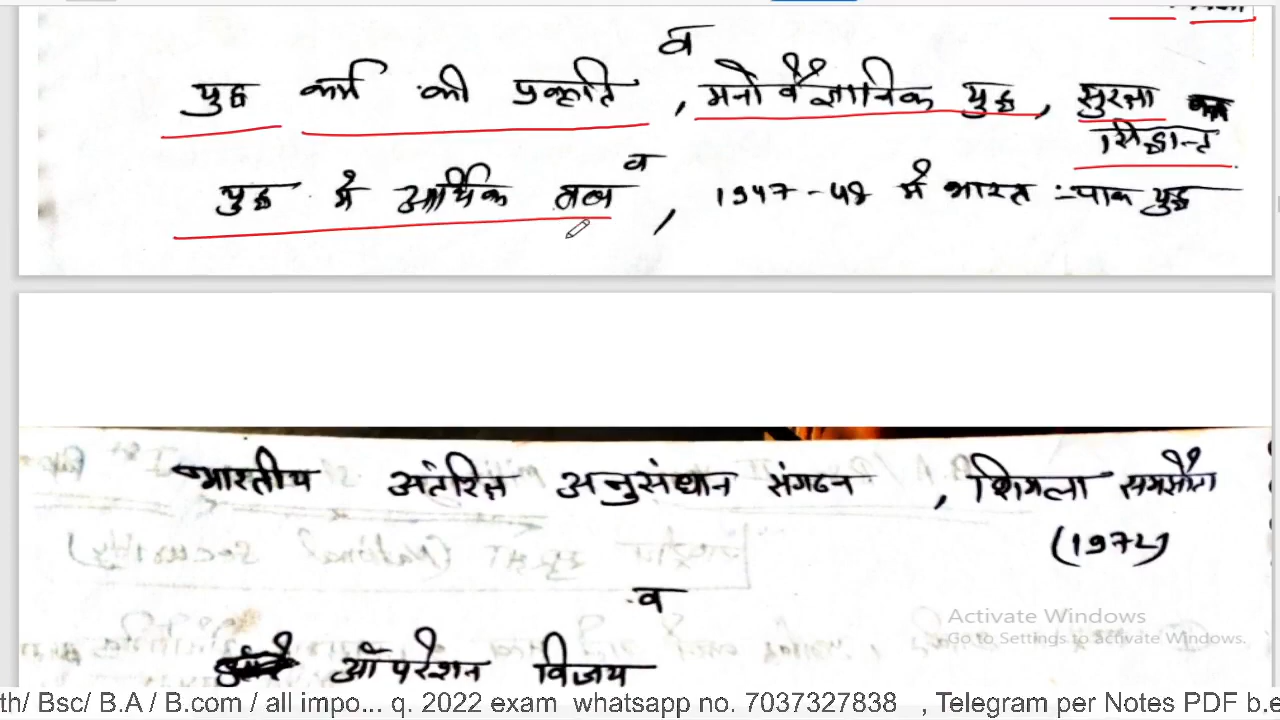 व
युद्ध कर्म की प्रकृति , मनोवैज्ञानिक युद्ध , सुरक्षा
सिद्धान्त
व
युद्ध में आर्थिक तत्व , 1947-48 में भारत-पाक युद्ध
भारतीय अंतरिक्ष अनुसंधान संगठन , शिमला समझौता
(1972)
व
ऑपरेशन विजय
Activate Windows
Go to Settings to activate Windows.
th/ Bsc/ B.A / B.com / all impo... q. 2022 exam whatsapp no. 7037327838 , Telegram per Notes PDF b.e